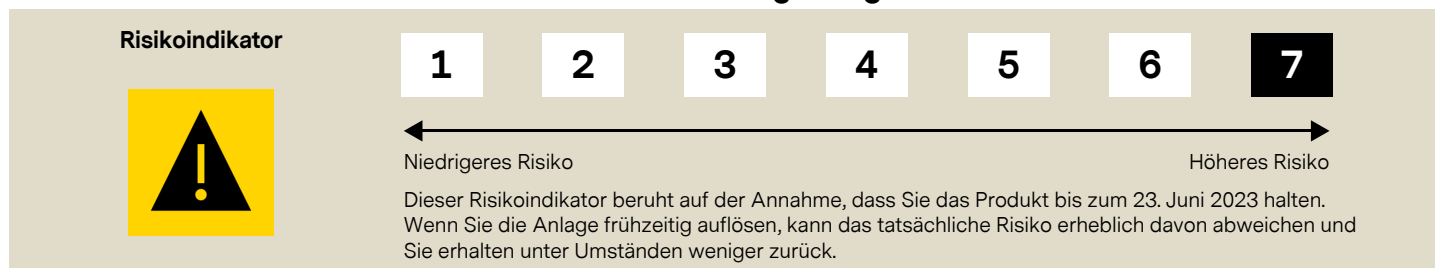 Risikoindikator
1 2 3 4 5 6 7
Niedrigeres Risiko
Höheres Risiko
Dieser Risikoindikator beruht auf der Annahme, dass Sie das Produkt bis zum 23. Juni 2023 halten.
Wenn Sie die Anlage frühzeitig auflösen, kann das tatsächliche Risiko erheblich davon abweichen und
Sie erhalten unter Umständen weniger zurück.